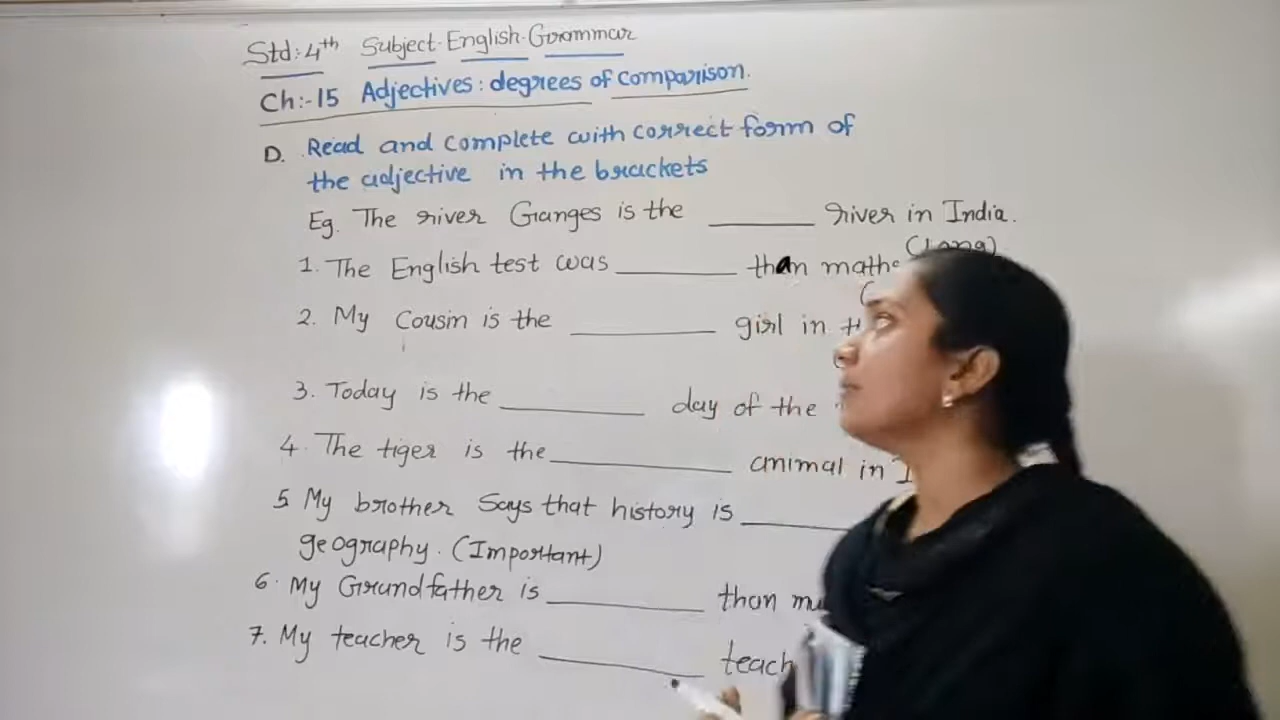 Std:4th Subject-English-Grammar
Ch:-15 Adjectives: degrees of comparison.
D. Read and complete with correct form of
the adjective in the brackets
Eg. The river Ganges is the ______ river in India.
(Long)
1. The English test was ______ than
2. My Cousin is the ______ girl in
3. Today is the ______ day of the
4. The tiger is the ______ animal in
5 My brother Says that history is ______
geography. (Important)
6. My Grandfather is ______ than
7. My teacher is the ______